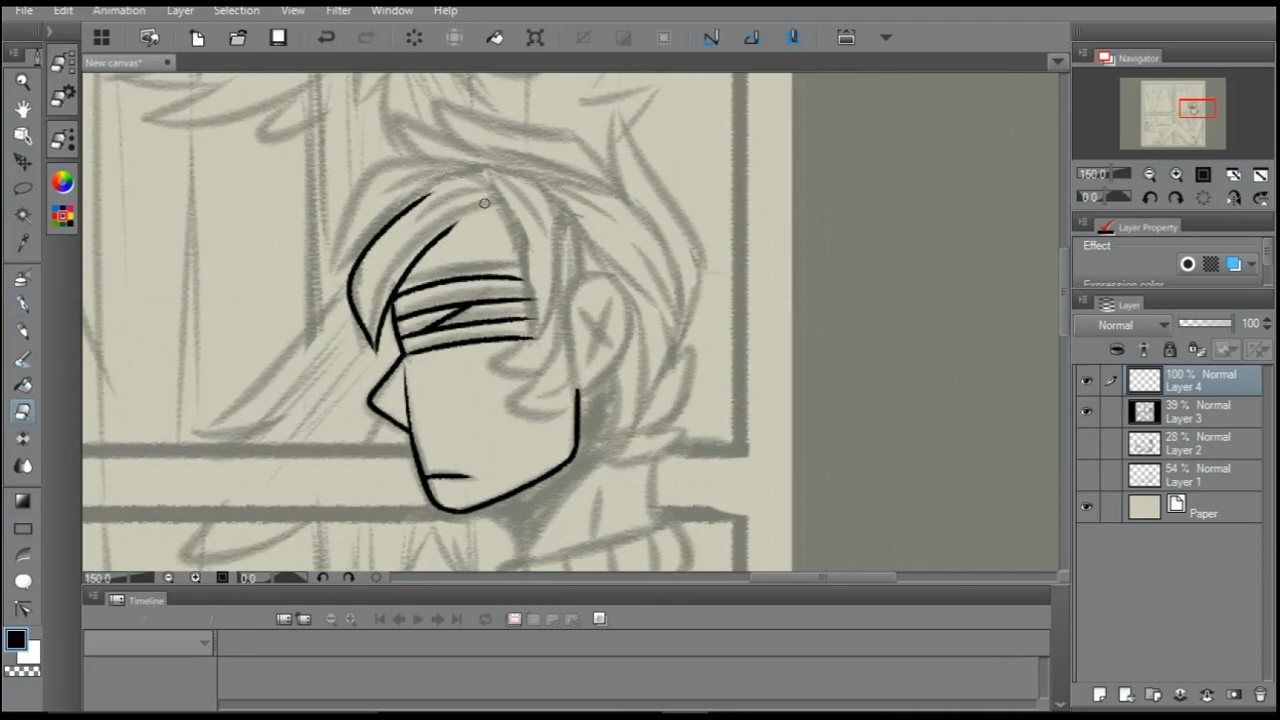 File Edit Animation Layer Selection View Filter Window Help
New canvas*
Navigator
150.0
0.0
Layer Property
Effect
Expression color
Layer
Normal 100
100 % Normal
Layer 4
39 % Normal
Layer 3
28 % Normal
Layer 2
54 % Normal
Layer 1
Paper
150.0 0.0
Timeline